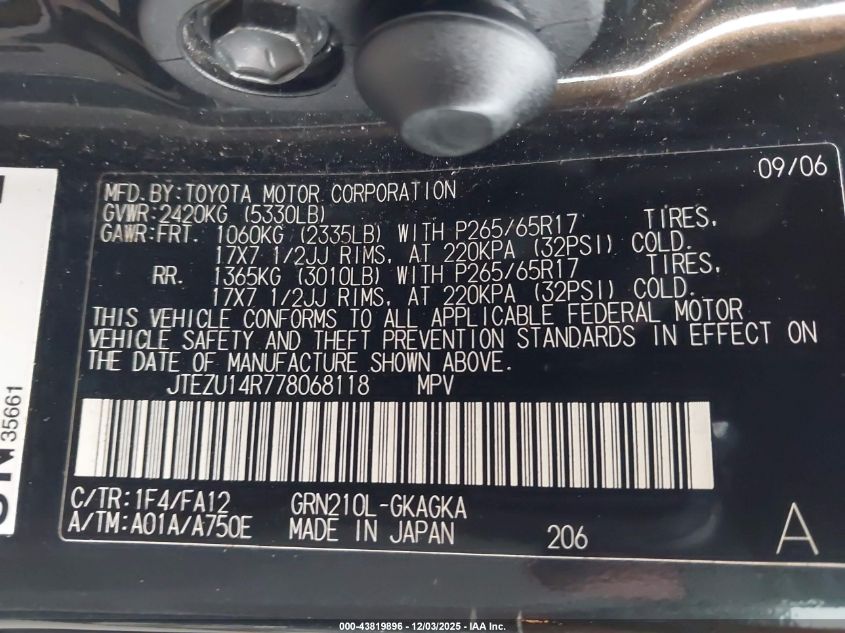 09/06
MFD.BY:TOYOTA MOTOR CORPORATION
GVWR:2420KG (5330LB)
GAWR:FRT. 1060KG (2335LB) WITH P265/65R17 TIRES,
17X7 1/2JJ RIMS, AT 220KPA (32PSI) COLD.
RR. 1365KG (3010LB) WITH P265/65R17 TIRES,
17X7 1/2JJ RIMS, AT 220KPA (32PSI) COLD.
THIS VEHICLE CONFORMS TO ALL APPLICABLE FEDERAL MOTOR
VEHICLE SAFETY AND THEFT PREVENTION STANDARDS IN EFFECT ON
THE DATE OF MANUFACTURE SHOWN ABOVE.
JTEZU14R778068118 MPV
C/TR:1F4/FA12 GRN210L-GKAGKA
A/TM:A01A/A750E MADE IN JAPAN 206 A
35661
000-43819896 - 12/03/2025 - IAA Inc.